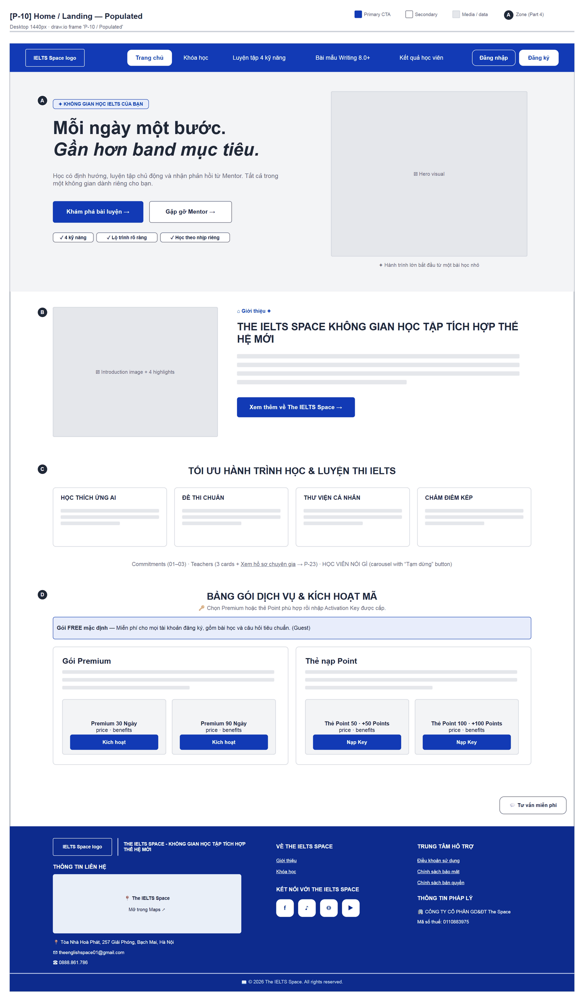 [P-10] Home / Landing — Populated
Desktop 1440px · draw.io frame 'P-10 / Populated'
Primary CTA
Secondary
Media / data
A
Zone (Part 4)
IELTS Space logo
Trang chủ
Khóa học
Luyện tập 4 kỹ năng
Bài mẫu Writing 8.0+
Kết quả học viên
Đăng nhập
Đăng ký
A
✦ KHÔNG GIAN HỌC IELTS CỦA BẠN
Mỗi ngày một bước.
Gần hơn band mục tiêu.
Học có định hướng, luyện tập chủ động và nhận phản hồi từ Mentor. Tất cả trong
một không gian dành riêng cho bạn.
Khám phá bài luyện →
Gặp gỡ Mentor →
✓ 4 kỹ năng
✓ Lộ trình rõ ràng
✓ Học theo nhịp riêng
▨ Hero visual
✦ Hành trình lớn bắt đầu từ một bài học nhỏ
B
▨ Introduction image + 4 highlights
⌂ Giới thiệu ✦
THE IELTS SPACE KHÔNG GIAN HỌC TẬP TÍCH HỢP THẾ
HỆ MỚI
Xem thêm về The IELTS Space →
C
TỐI ƯU HÀNH TRÌNH HỌC & LUYỆN THI IELTS
HỌC THÍCH ỨNG AI
ĐỀ THI CHUẨN
THƯ VIỆN CÁ NHÂN
CHẤM ĐIỂM KÉP
Commitments (01–03) · Teachers (3 cards + Xem hồ sơ chuyên gia → P-23) · HỌC VIÊN NÓI GÌ (carousel with “Tạm dừng” button)
D
BẢNG GÓI DỊCH VỤ & KÍCH HOẠT MÃ
🔑 Chọn Premium hoặc thẻ Point phù hợp rồi nhập Activation Key được cấp.
Gói FREE mặc định — Miễn phí cho mọi tài khoản đăng ký, gồm bài học và câu hỏi tiêu chuẩn. (Guest)
Gói Premium
Premium 30 Ngày
price · benefits
Kích hoạt
Premium 90 Ngày
price · benefits
Kích hoạt
Thẻ nạp Point
Thẻ Point 50 · +50 Points
price · benefits
Nạp Key
Thẻ Point 100 · +100 Points
price · benefits
Nạp Key
💬 Tư vấn miễn phí
IELTS Space logo
THE IELTS SPACE - KHÔNG GIAN HỌC TẬP TÍCH HỢP
THẾ HỆ MỚI
THÔNG TIN LIÊN HỆ
📍 The IELTS Space
Mở trong Maps ↗
📍 Tòa Nhà Hoà Phát, 257 Giải Phóng, Bạch Mai, Hà Nội
✉ theenglishspace01@gmail.com
☎ 0888.861.786
VỀ THE IELTS SPACE
Giới thiệu
Khóa học
KẾT NỐI VỚI THE IELTS SPACE
f
♪
◎
▶
TRUNG TÂM HỖ TRỢ
Điều khoản sử dụng
Chính sách bảo mật
Chính sách bản quyền
THÔNG TIN PHÁP LÝ
🏢 CÔNG TY CỔ PHẦN GD&ĐT The Space
Mã số thuế: 0110883975
📖 © 2026 The IELTS Space. All rights reserved.